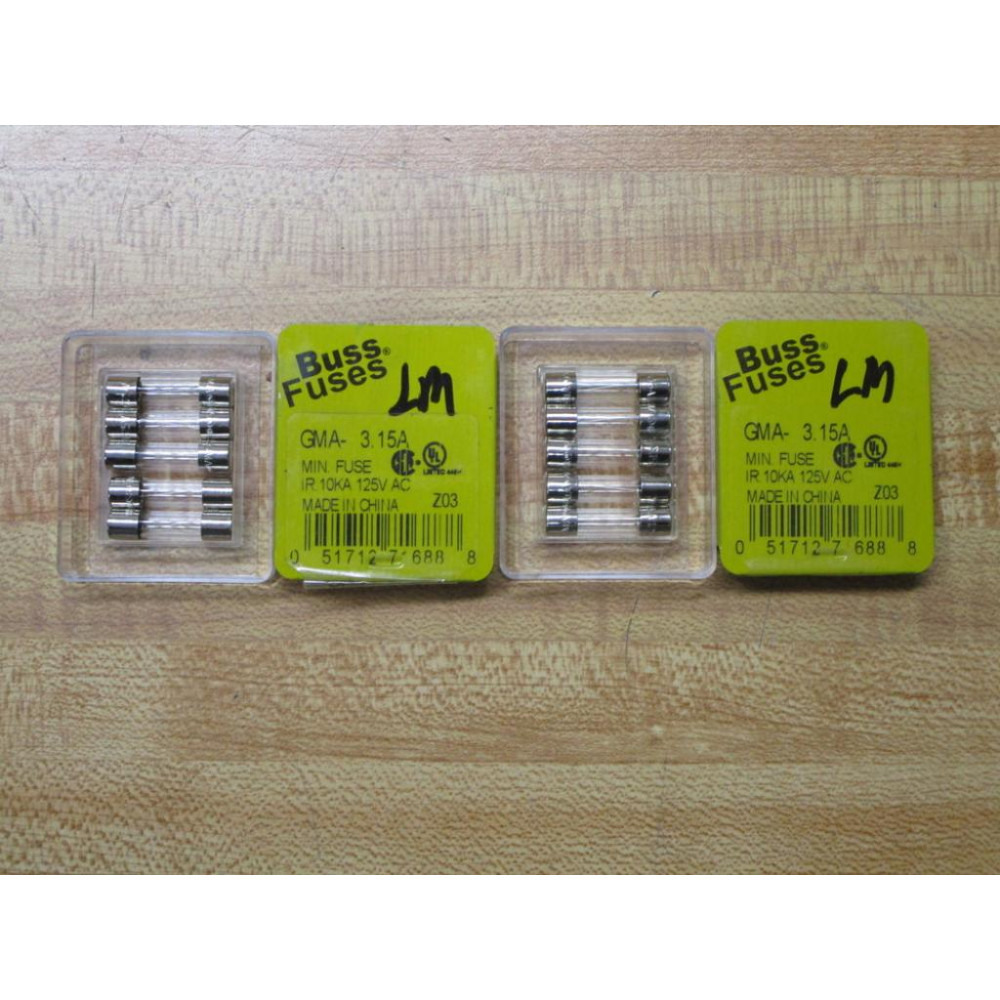 Buss®
Fuses
LM
GMA- 3.15A
MIN. FUSE
IR.10KA 125V AC
MADE IN CHINA Z03
0 51712 71688 8
Buss®
Fuses
LM
GMA- 3.15A
MIN. FUSE
IR.10KA 125V AC
MADE IN CHINA Z03
0 51712 7 688 8